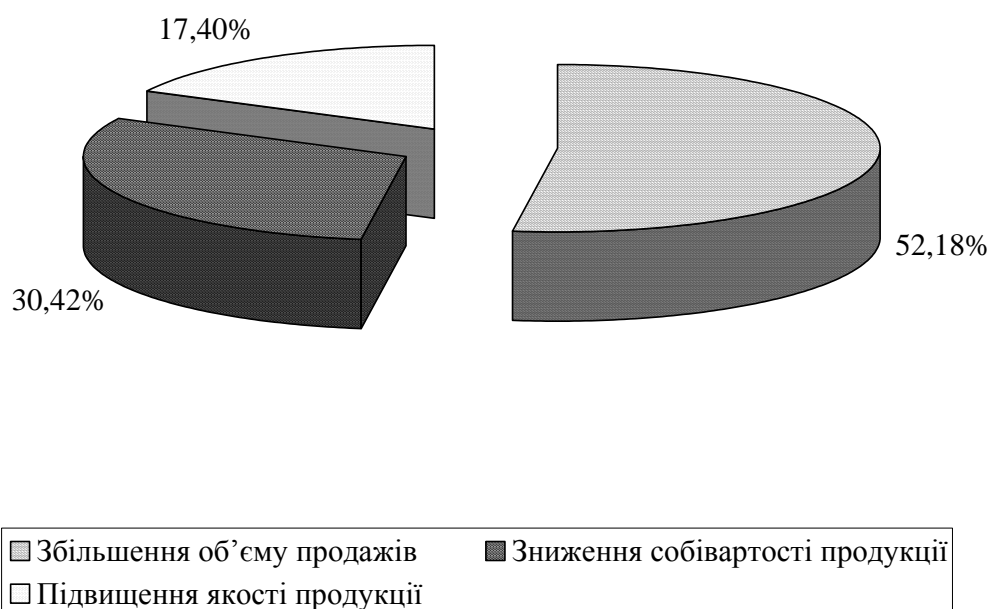 17,40%
52,18%
30,42%
Збільшення об’єму продажів
Зниження собівартості продукції
Підвищення якості продукції